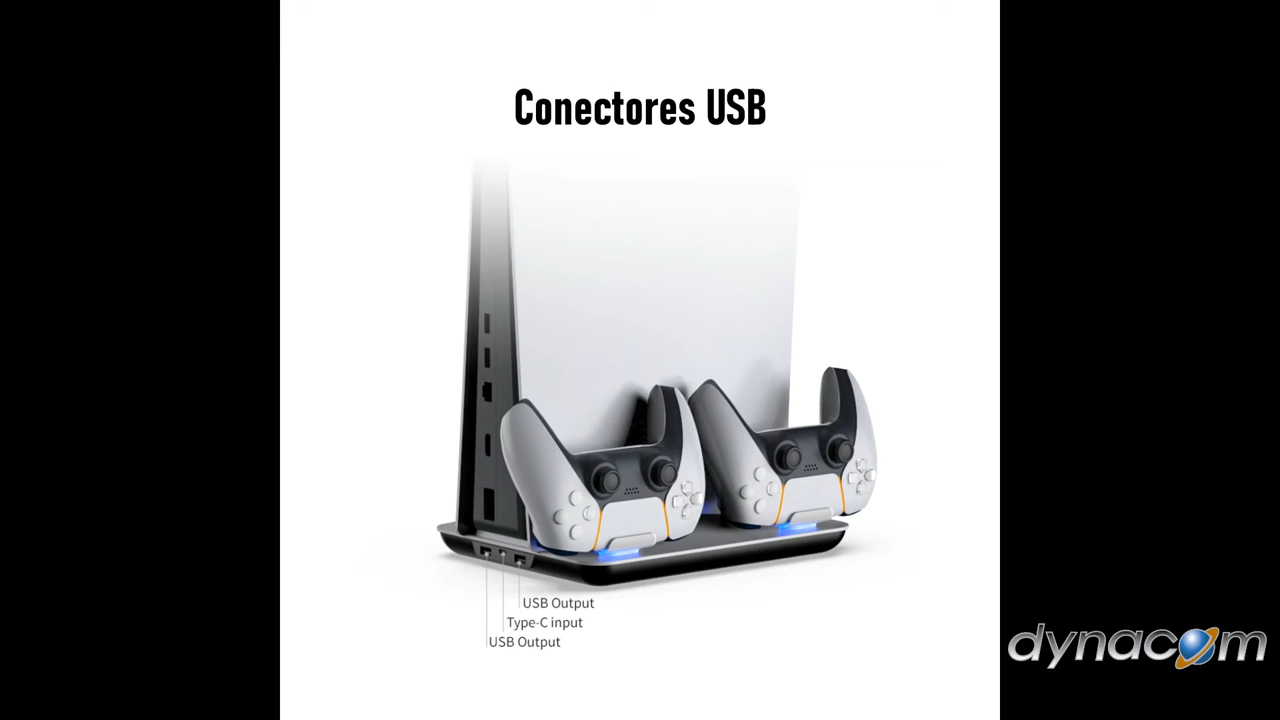 Conectores USB
USB Output
Type-C input
USB Output
dynacom